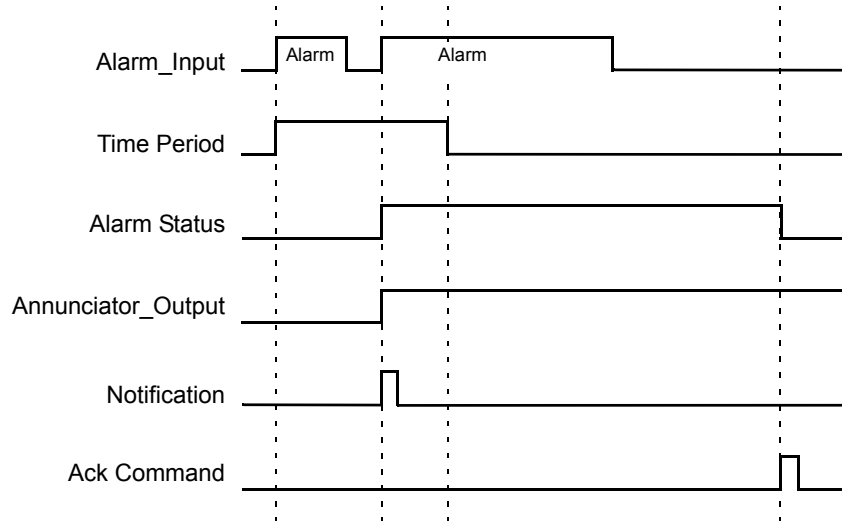 Alarm_Input
Alarm
Alarm
Time Period
Alarm Status
Annunciator_Output
Notification
Ack Command